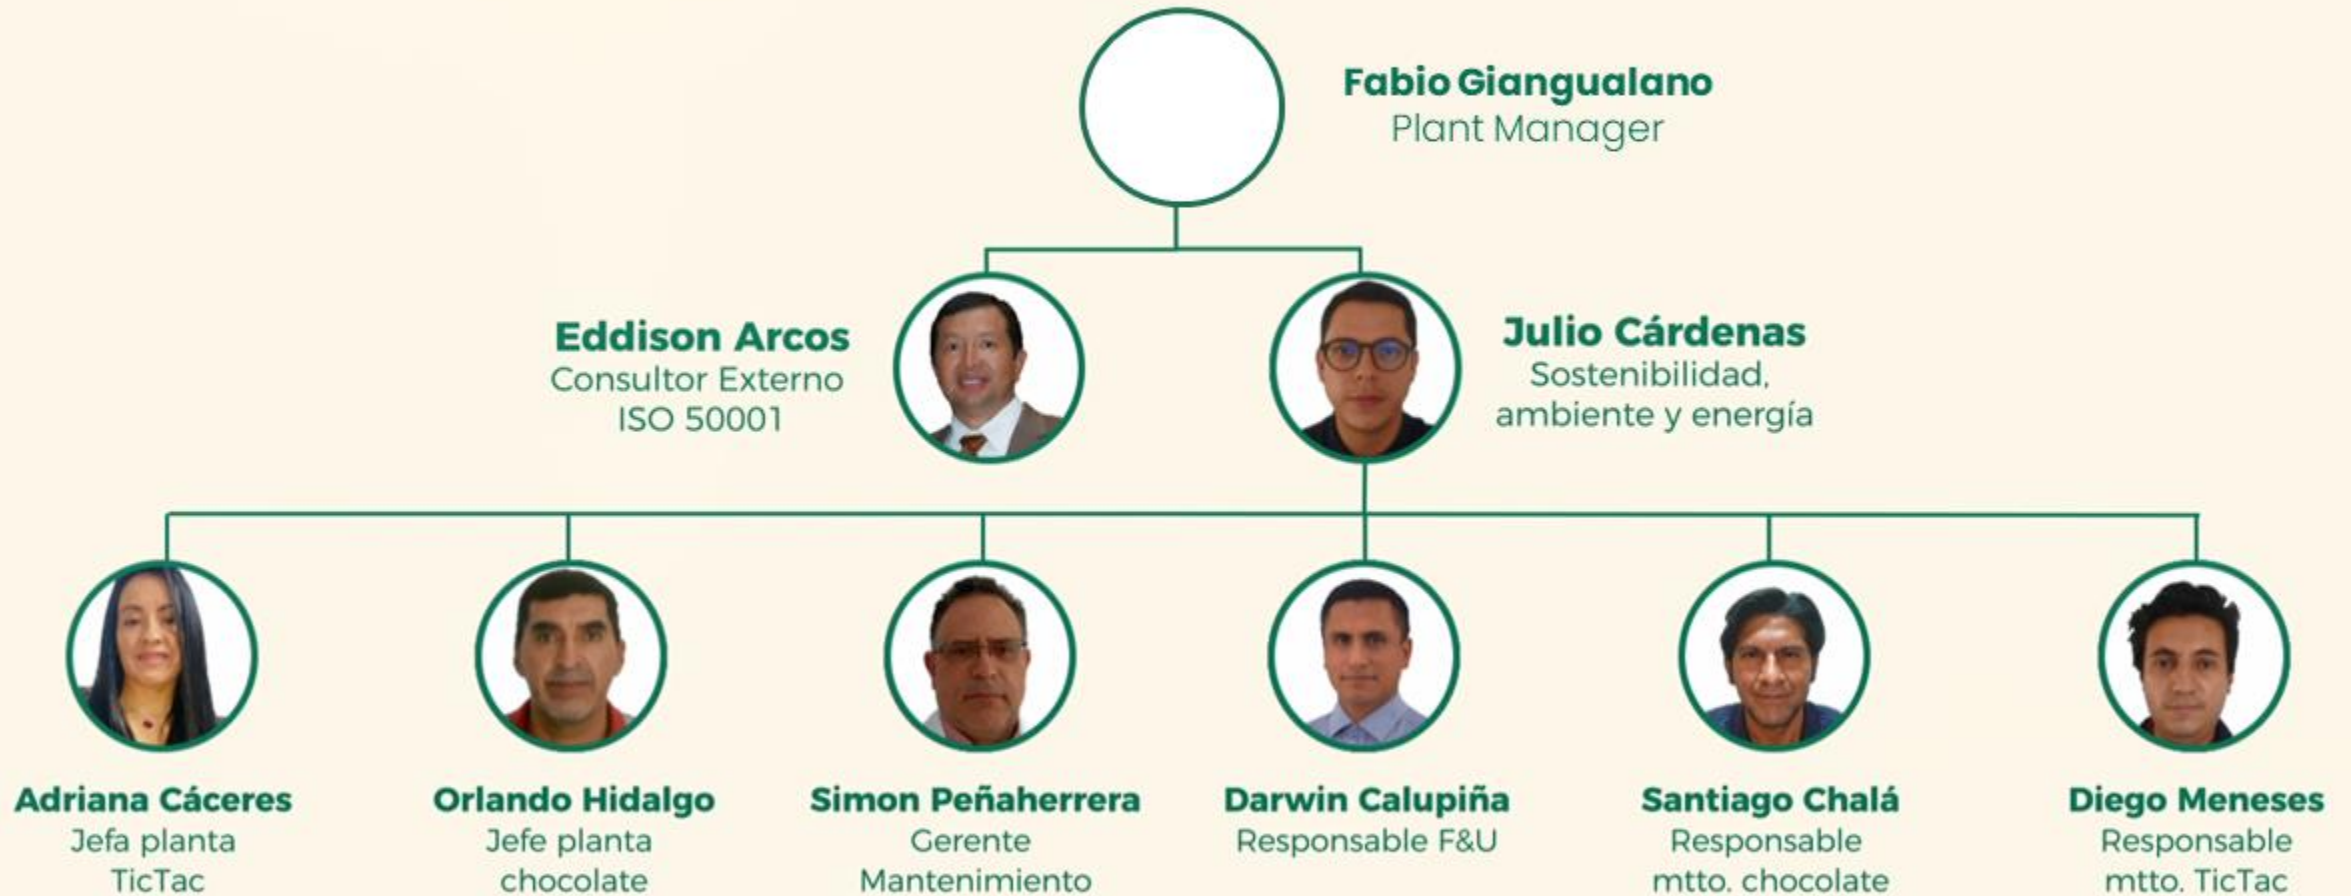 Fabio Giangualano
Plant Manager
Eddison Arcos
Consultor Externo
ISO 50001
Julio Cárdenas
Sostenibilidad,
ambiente y energía
Adriana Cáceres
Jefa planta
TicTac
Orlando Hidalgo
Jefe planta
chocolate
Simon Peñaherrera
Gerente
Mantenimiento
Darwin Calupiña
Responsable F&U
Santiago Chalá
Responsable
mtto. chocolate
Diego Meneses
Responsable
mtto. TicTac